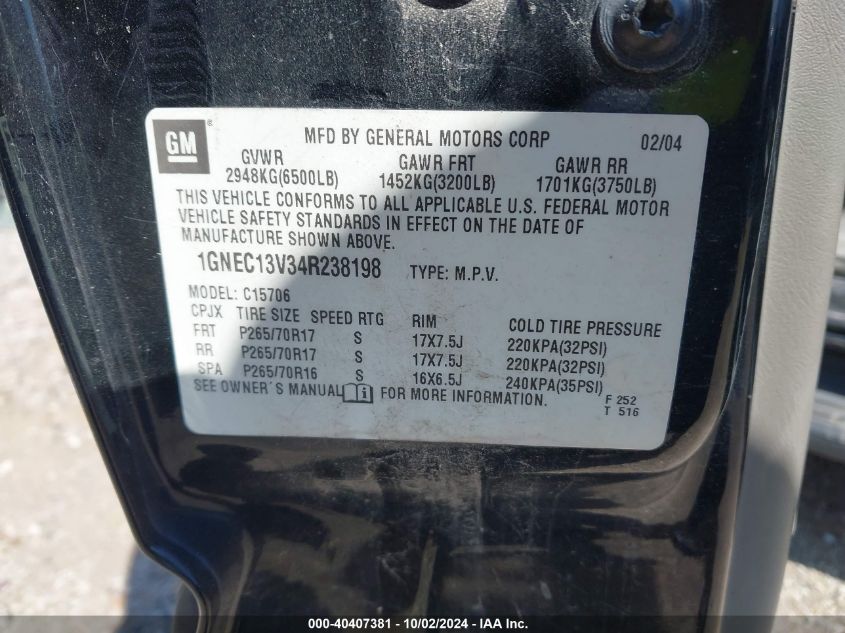 GM ®
MFD BY GENERAL MOTORS CORP 02/04
GVWR GAWR FRT GAWR RR
2948KG(6500LB) 1452KG(3200LB) 1701KG(3750LB)
THIS VEHICLE CONFORMS TO ALL APPLICABLE U.S. FEDERAL MOTOR
VEHICLE SAFETY STANDARDS IN EFFECT ON THE DATE OF
MANUFACTURE SHOWN ABOVE.
1GNEC13V34R238198 TYPE: M.P.V.
MODEL: C15706
CPJX TIRE SIZE SPEED RTG RIM COLD TIRE PRESSURE
FRT P265/70R17 S 17X7.5J 220KPA(32PSI)
RR P265/70R17 S 17X7.5J 220KPA(32PSI)
SPA P265/70R16 S 16X6.5J 240KPA(35PSI)
SEE OWNER'S MANUAL i FOR MORE INFORMATION.
F 252
T 516
000-40407381 - 10/02/2024 - IAA Inc.